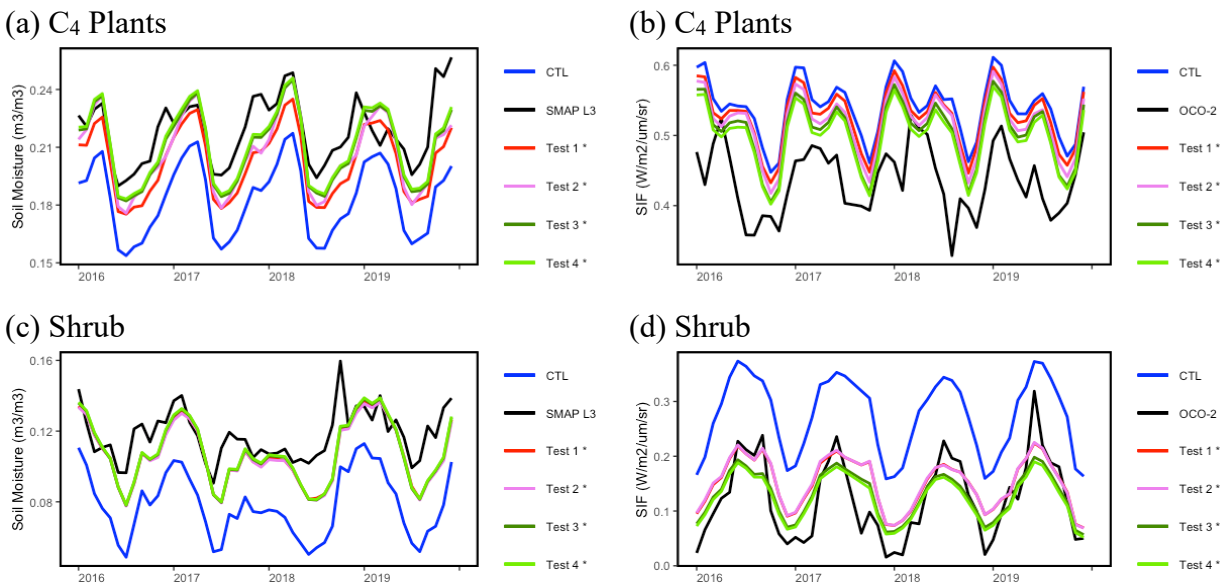 (a) C₄ Plants
Soil Moisture (m3/m3)
0.24
0.21
0.18
0.15
2016
2017
2018
2019
CTL
SMAP L3
Test 1 *
Test 2 *
Test 3 *
Test 4 *
(b) C₄ Plants
SIF (W/m2/um/sr)
0.6
0.5
0.4
2016
2017
2018
2019
CTL
OCO-2
Test 1 *
Test 2 *
Test 3 *
Test 4 *
(c) Shrub
Soil Moisture (m3/m3)
0.16
0.12
0.08
2016
2017
2018
2019
CTL
SMAP L3
Test 1 *
Test 2 *
Test 3 *
Test 4 *
(d) Shrub
SIF (W/m2/um/sr)
0.3
0.2
0.1
0.0
2016
2017
2018
2019
CTL
OCO-2
Test 1 *
Test 2 *
Test 3 *
Test 4 *